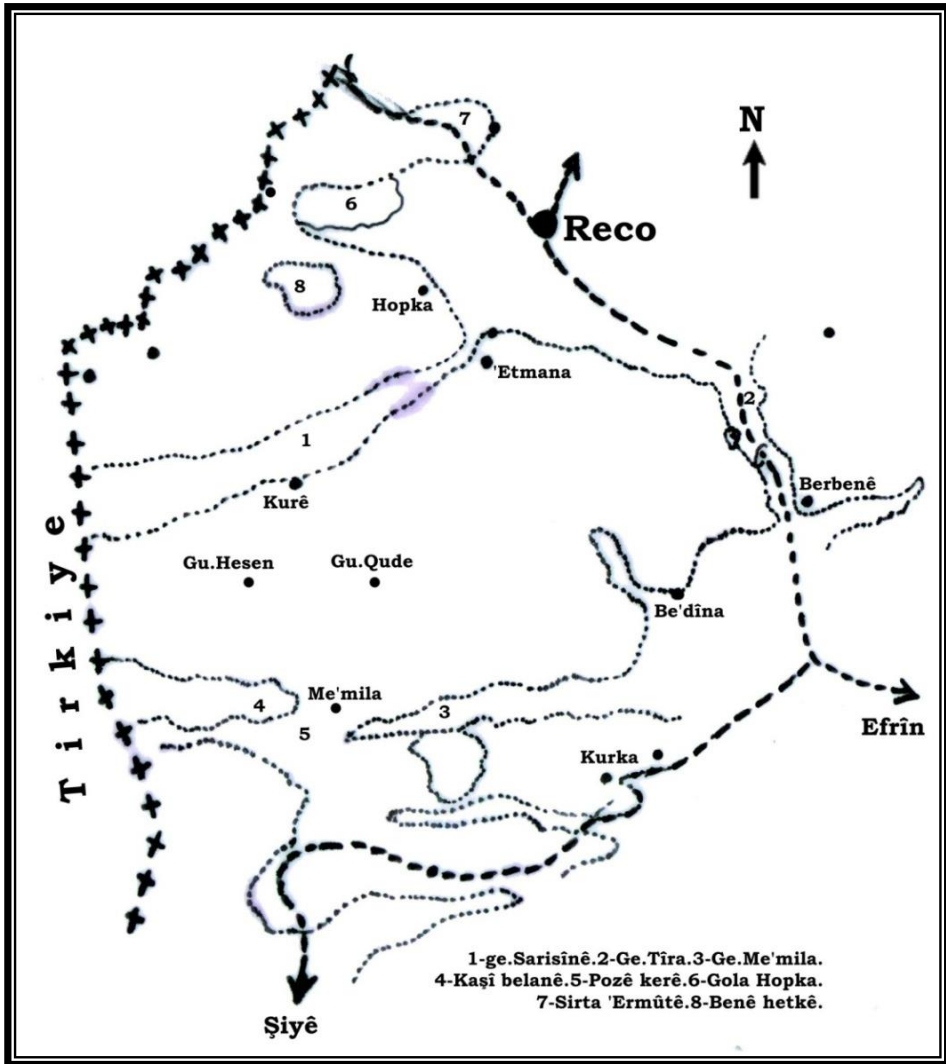 7
N
6
Reco
8
Hopka
'Etmana
2
1
Berbenê
Kurê
Gu.Hesen
Gu.Qude
Be'dîna
Tirkiye
Me'mila
4
3
5
Efrîn
Kurka
1-ge.Sarisînê.2-Ge.Tîra.3-Ge.Me'mila.
4-Kaşî belanê.5-Pozê kerê.6-Gola Hopka.
7-Sirta 'Ermûtê.8-Benê hetkê.
Şiyê